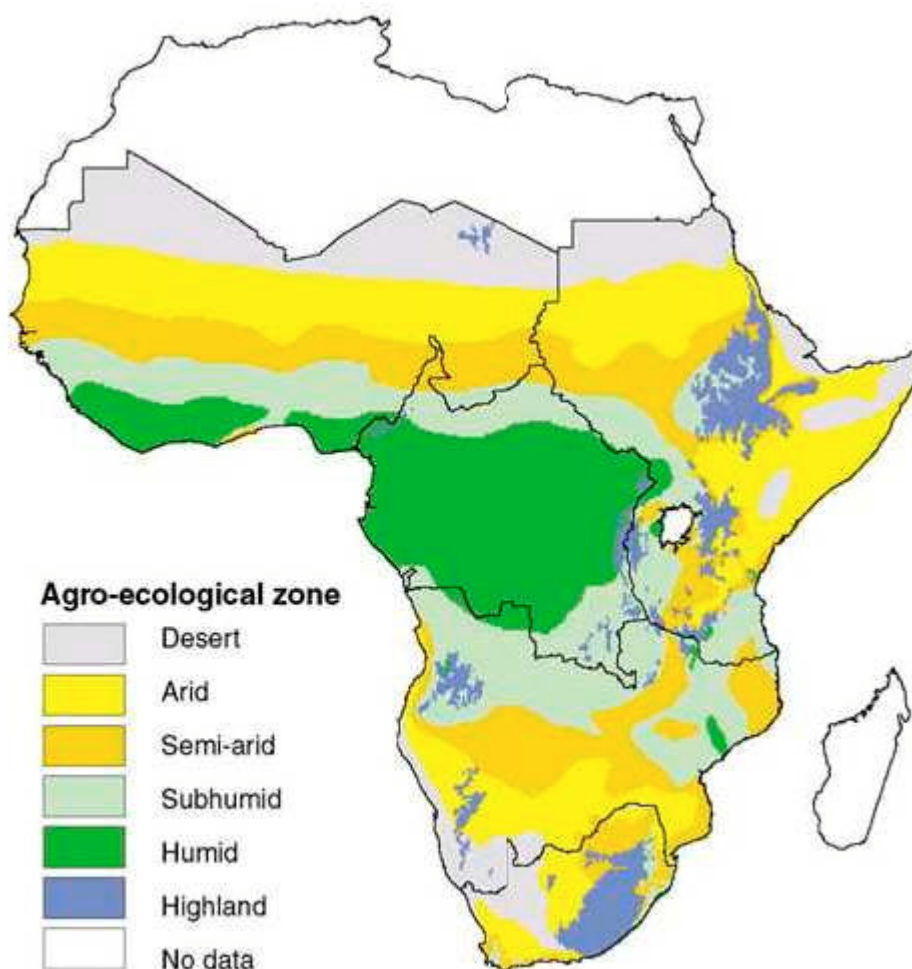 Agro-ecological zone
Desert
Arid
Semi-arid
Subhumid
Humid
Highland
No data